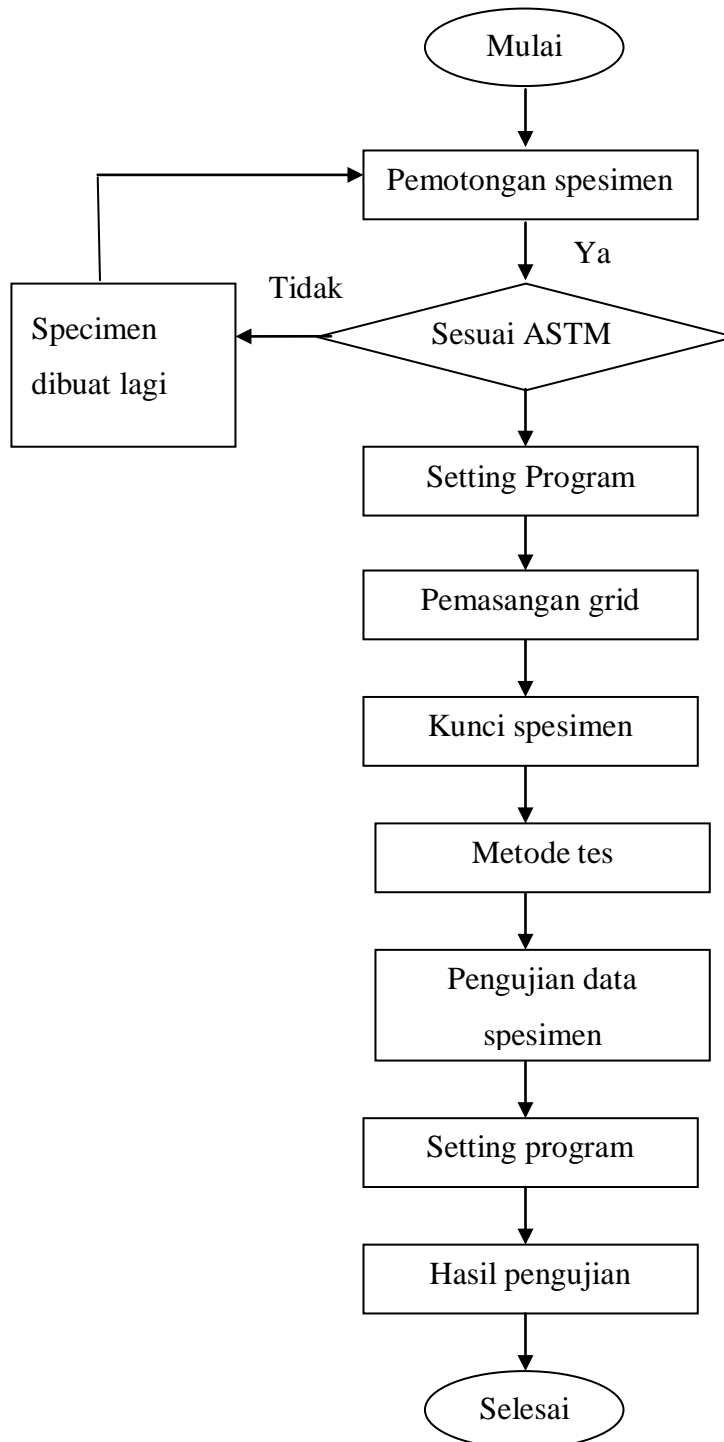 Mulai
Pemotongan spesimen
Ya
Tidak
Specimen
dibuat lagi
Sesuai ASTM
Setting Program
Pemasangan grid
Kunci spesimen
Metode tes
Pengujian data
spesimen
Setting program
Hasil pengujian
Selesai